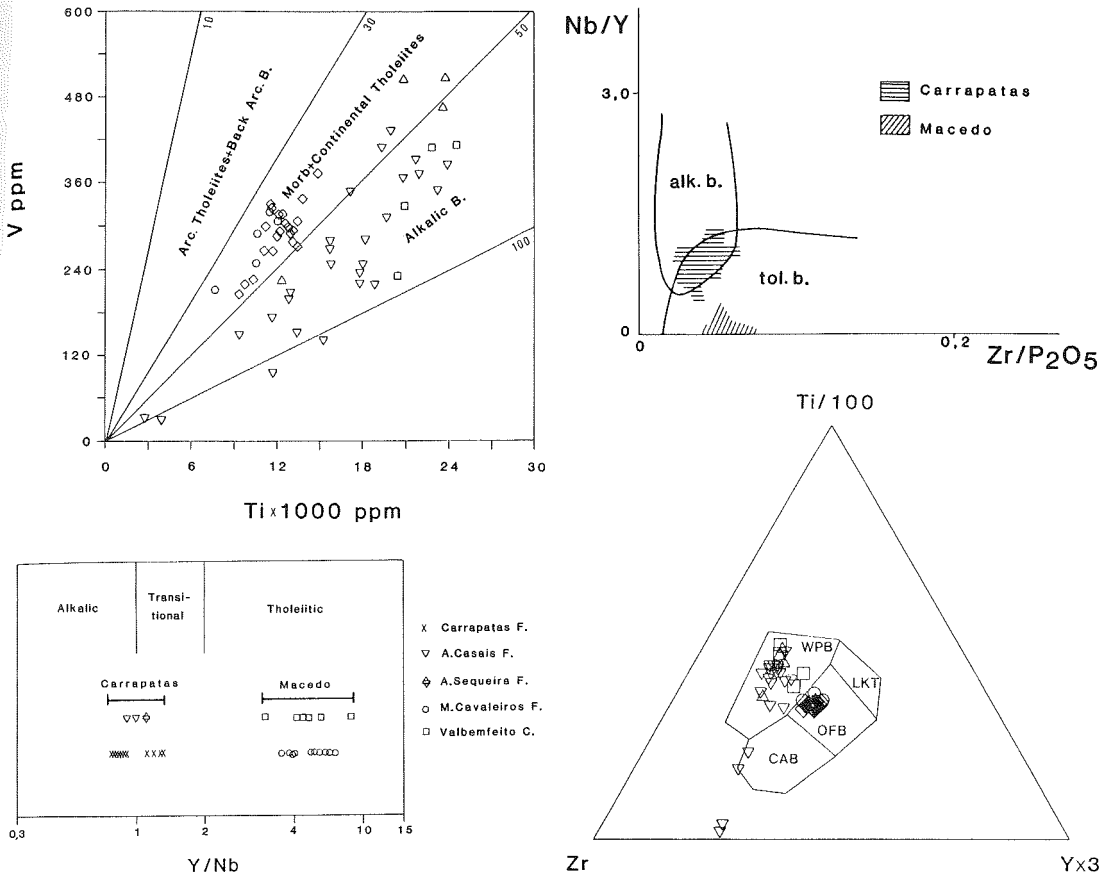 600
480
360
240
120
0
V ppm
10
30
50
100
Arc. Tholeiites+Back Arc. B.
Morb+Continental Tholeiites
Alkalic B.
0 6 12 18 24 30
Ti x 1000 ppm
Nb/Y
3,0
0
Carrapatas
Macedo
alk. b.
tol. b.
0 0,2
Zr/P2O5
Alkalic
Transi-
tional
Tholeiitic
Carrapatas
Macedo
0,3 1 2 4 10 15
Y/Nb
x Carrapatas F.
A.Casais F.
A.Sequeira F.
M.Cavaleiros F.
Valbemfeito C.
Ti/100
WPB
LKT
OFB
CAB
Zr
Yx3